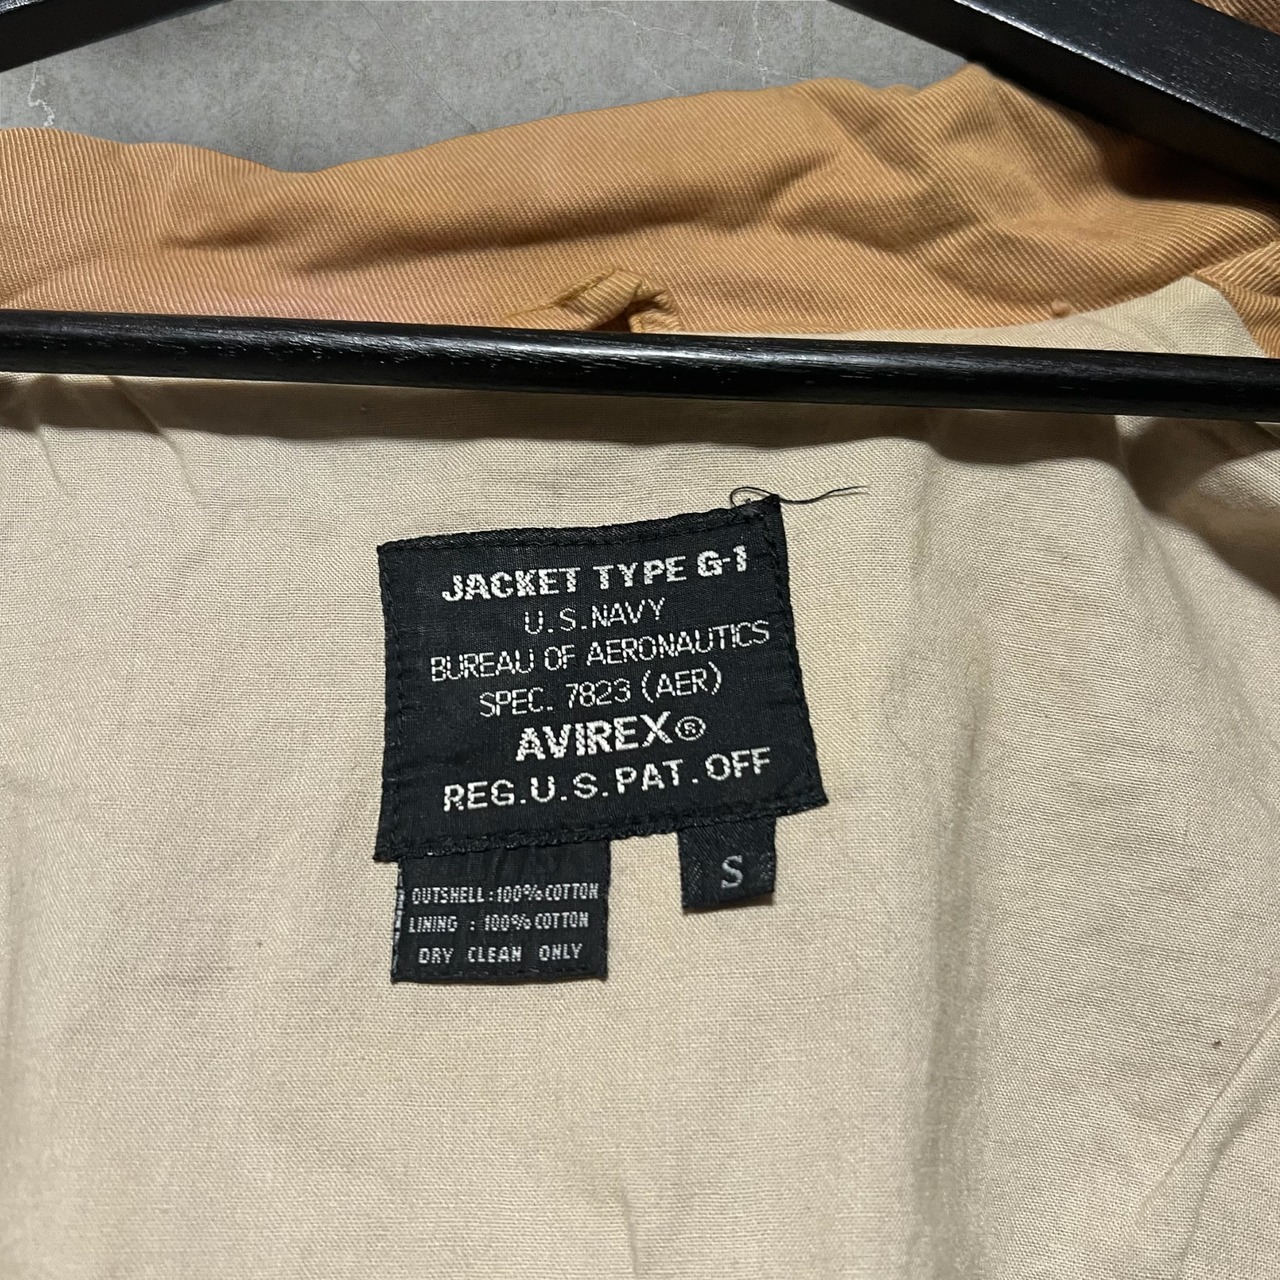 JACKET TYPE G-1
U.S.NAVY
BUREAU OF AERONAUTICS
SPEC. 7823 (AER)
AVIREX®
REG.U.S.PAT.OFF
S
OUTSHELL:100%COTTON
LINING : 100%COTTON
DRY CLEAN ONLY